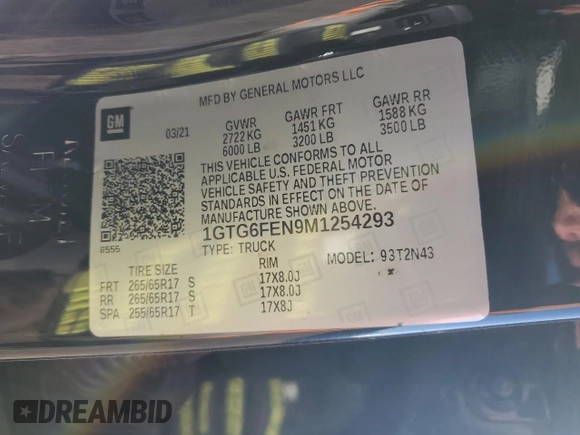 MFD BY GENERAL MOTORS LLC
GM
03/21
GVWR
2722 KG
6000 LB
GAWR FRT
1451 KG
3200 LB
GAWR RR
1588 KG
3500 LB
THIS VEHICLE CONFORMS TO ALL
APPLICABLE U.S. FEDERAL MOTOR
VEHICLE SAFETY AND THEFT PREVENTION
STANDARDS IN EFFECT ON THE DATE OF
MANUFACTURE SHOWN ABOVE.
1GTG6FEN9M1254293
6555
TYPE: TRUCK
MODEL: 93T2N43
TIRE SIZE
RIM
FRT 265/65R17 S 17X8.0J
RR 265/65R17 S 17X8.0J
SPA 255/65R17 T 17X8J
DREAMBID